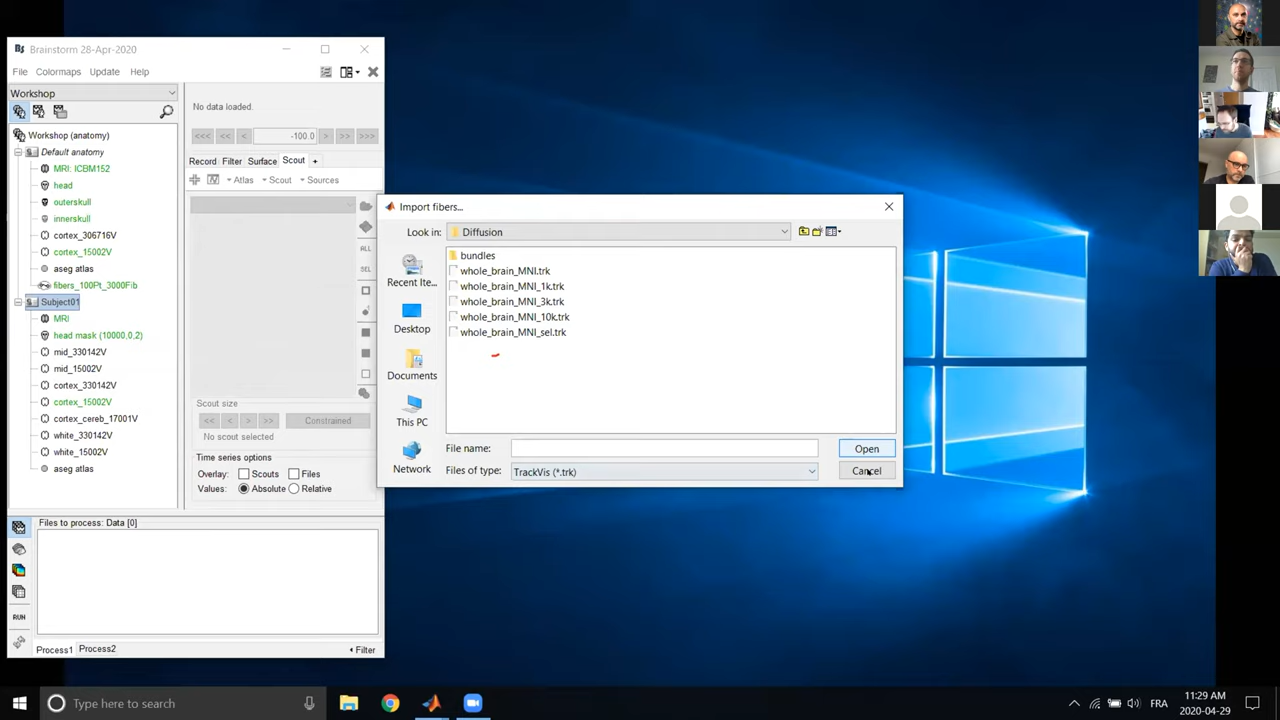 Brainstorm 28-Apr-2020
File Colormaps Update Help
Workshop
Workshop (anatomy)
Default anatomy
MRI: ICBM152
head
outerskull
innerskull
cortex_306716V
cortex_15002V
aseg atlas
fibers_100Pt_3000Fib
Subject01
MRI
head mask (10000,0,2)
mid_330142V
mid_15002V
cortex_330142V
cortex_15002V
cortex_cereb_17001V
white_330142V
white_15002V
aseg atlas
No data loaded.
<<< << < -100.0 > >> >>>
Record Filter Surface Scout +
Atlas Scout Sources
ALL
SEL
Scout size
<< < > >> Constrained
No scout selected
Time series options
Overlay: Scouts Files
Values: Absolute Relative
Files to process: Data [0]
RUN
Process1 Process2 Filter
Import fibers...
Look in: Diffusion
Recent Ite...
Desktop
Documents
This PC
Network
bundles
whole_brain_MNI.trk
whole_brain_MNI_1k.trk
whole_brain_MNI_3k.trk
whole_brain_MNI_10k.trk
whole_brain_MNI_sel.trk
File name: Open
Files of type: TrackVis (*.trk) Cancel
Type here to search
FRA
11:29 AM
2020-04-29